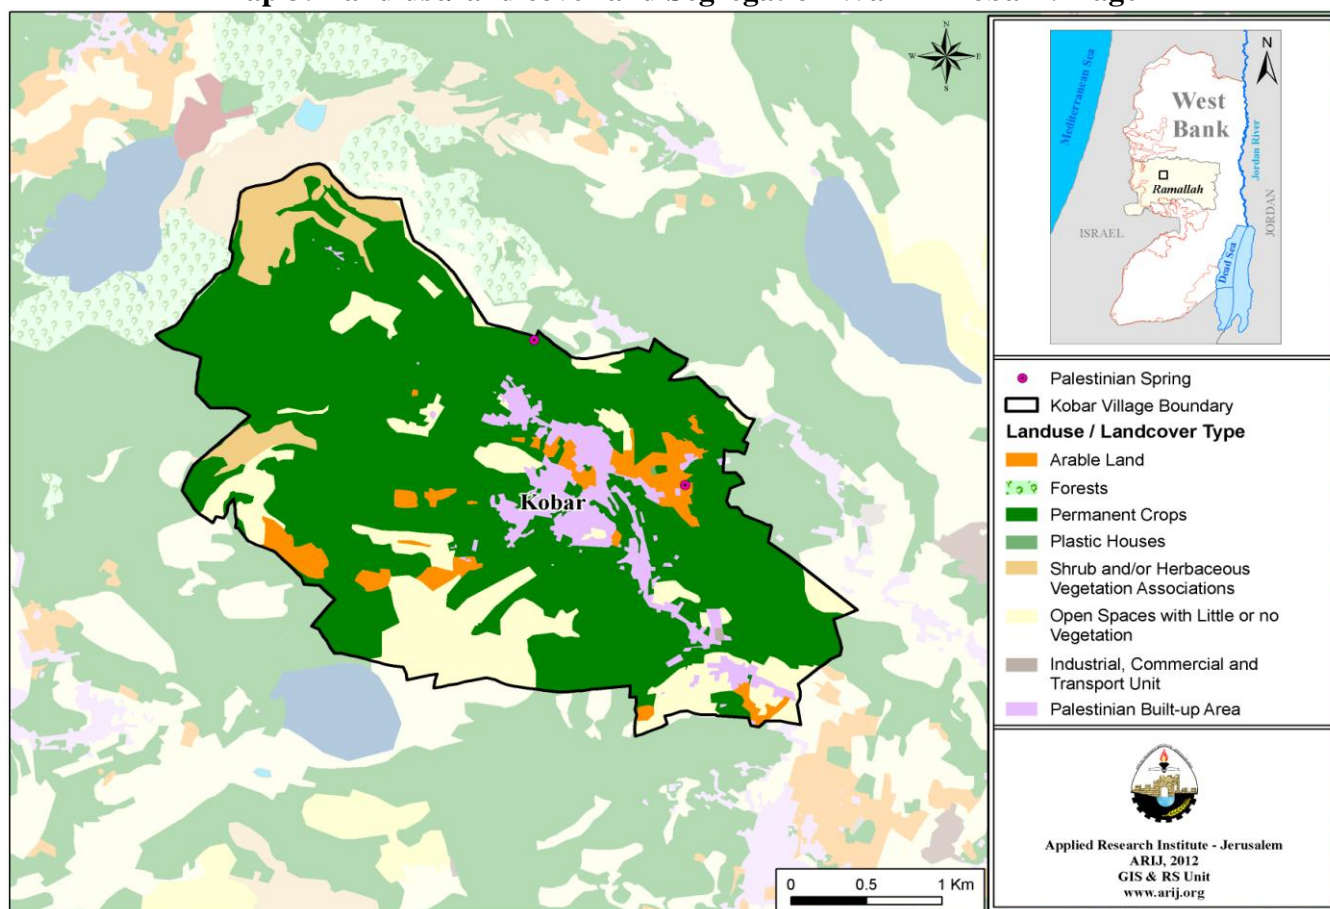 N
W
E
S
Kobar
0 0.5 1 Km
N
Mediterranean Sea
West
Bank
Jordan River
Ramallah
ISRAEL
JORDAN
Dead Sea
Palestinian Spring
Kobar Village Boundary
Landuse / Landcover Type
Arable Land
Forests
Permanent Crops
Plastic Houses
Shrub and/or Herbaceous
Vegetation Associations
Open Spaces with Little or no
Vegetation
Industrial, Commercial and
Transport Unit
Palestinian Built-up Area
Applied Research Institute - Jerusalem
ARIJ, 2012
GIS & RS Unit
www.arij.org